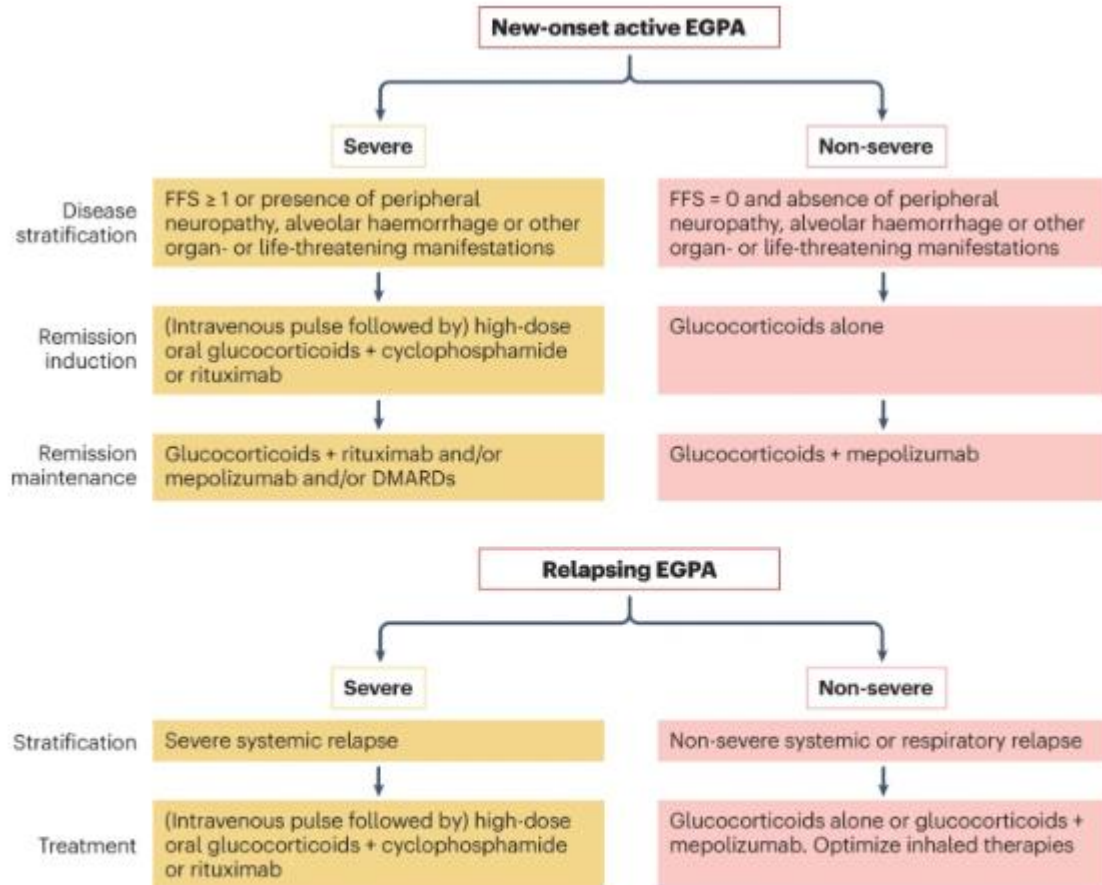 New-onset active EGPA
Severe
Non-severe
Disease
stratification
FFS ≥ 1 or presence of peripheral
neuropathy, alveolar haemorrhage or other
organ- or life-threatening manifestations
FFS = 0 and absence of peripheral
neuropathy, alveolar haemorrhage or other
organ- or life-threatening manifestations
Remission
induction
(Intravenous pulse followed by) high-dose
oral glucocorticoids + cyclophosphamide
or rituximab
Glucocorticoids alone
Remission
maintenance
Glucocorticoids + rituximab and/or
mepolizumab and/or DMARDs
Glucocorticoids + mepolizumab
Relapsing EGPA
Severe
Non-severe
Stratification
Severe systemic relapse
Non-severe systemic or respiratory relapse
Treatment
(Intravenous pulse followed by) high-dose
oral glucocorticoids + cyclophosphamide
or rituximab
Glucocorticoids alone or glucocorticoids +
mepolizumab. Optimize inhaled therapies